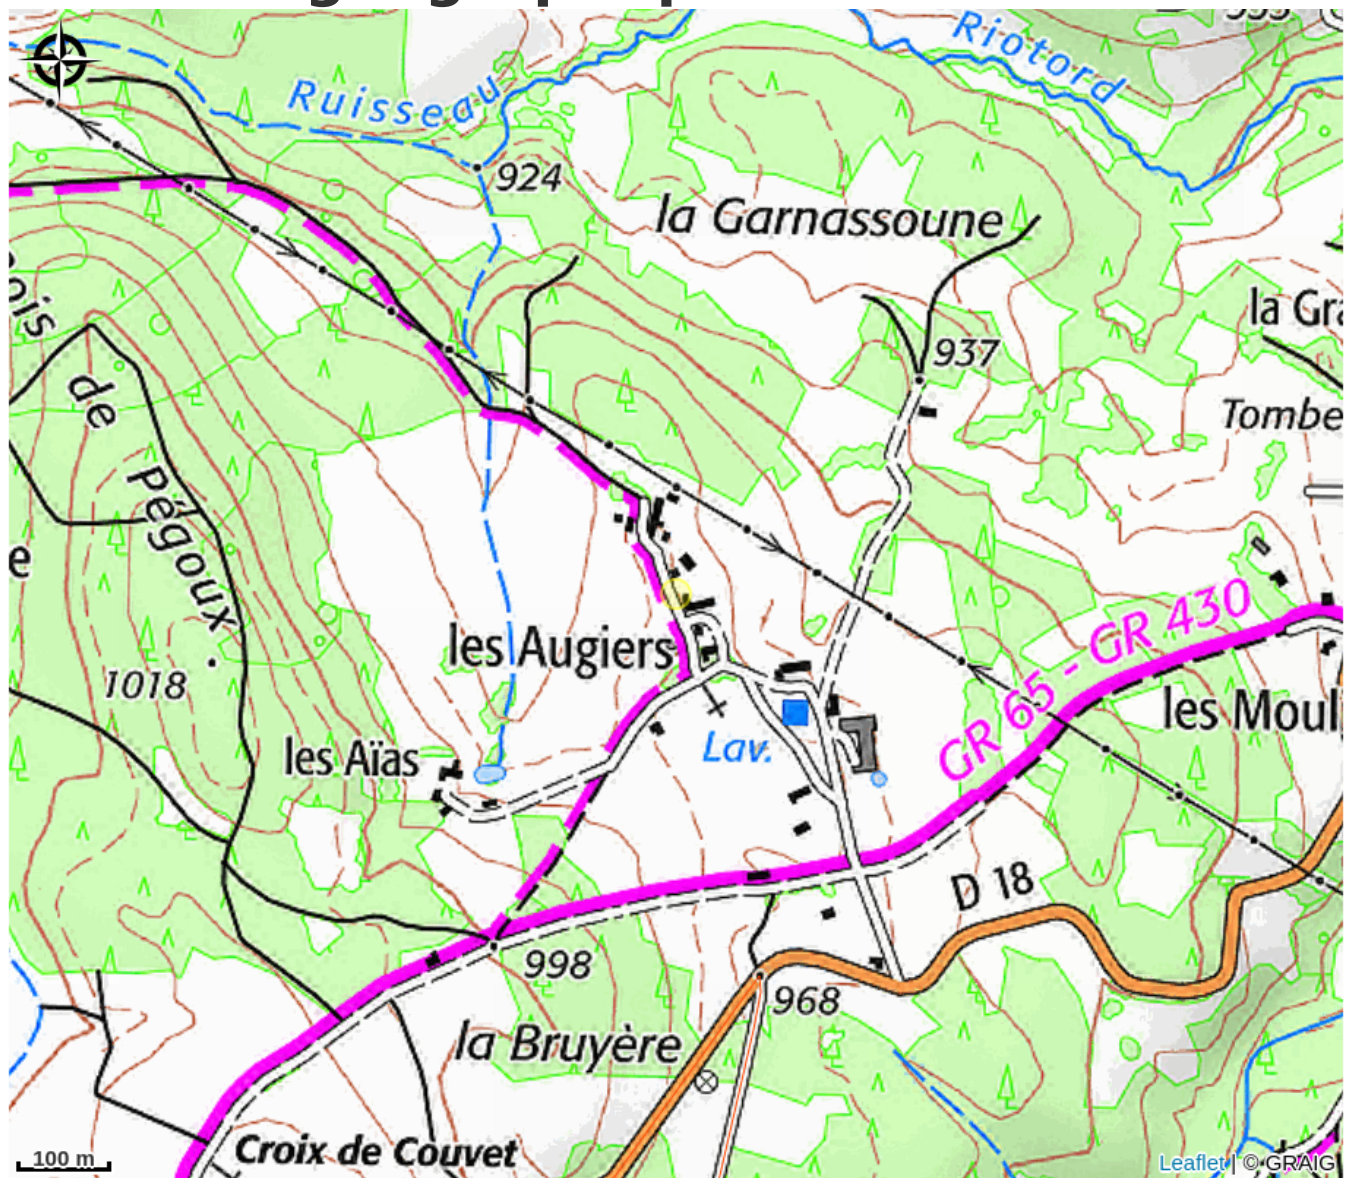 Ruisseau
Riotord
924
la Garnassoune
937
la Gra
Tombe
Bois
de
Pégoux
e
1018
les Augiers
les Aïas
Lav.
GR 65 - GR 430
les Moul
D 18
998
968
la Bruyère
Croix de Couvet
100 m
Leaflet | © GRAIG